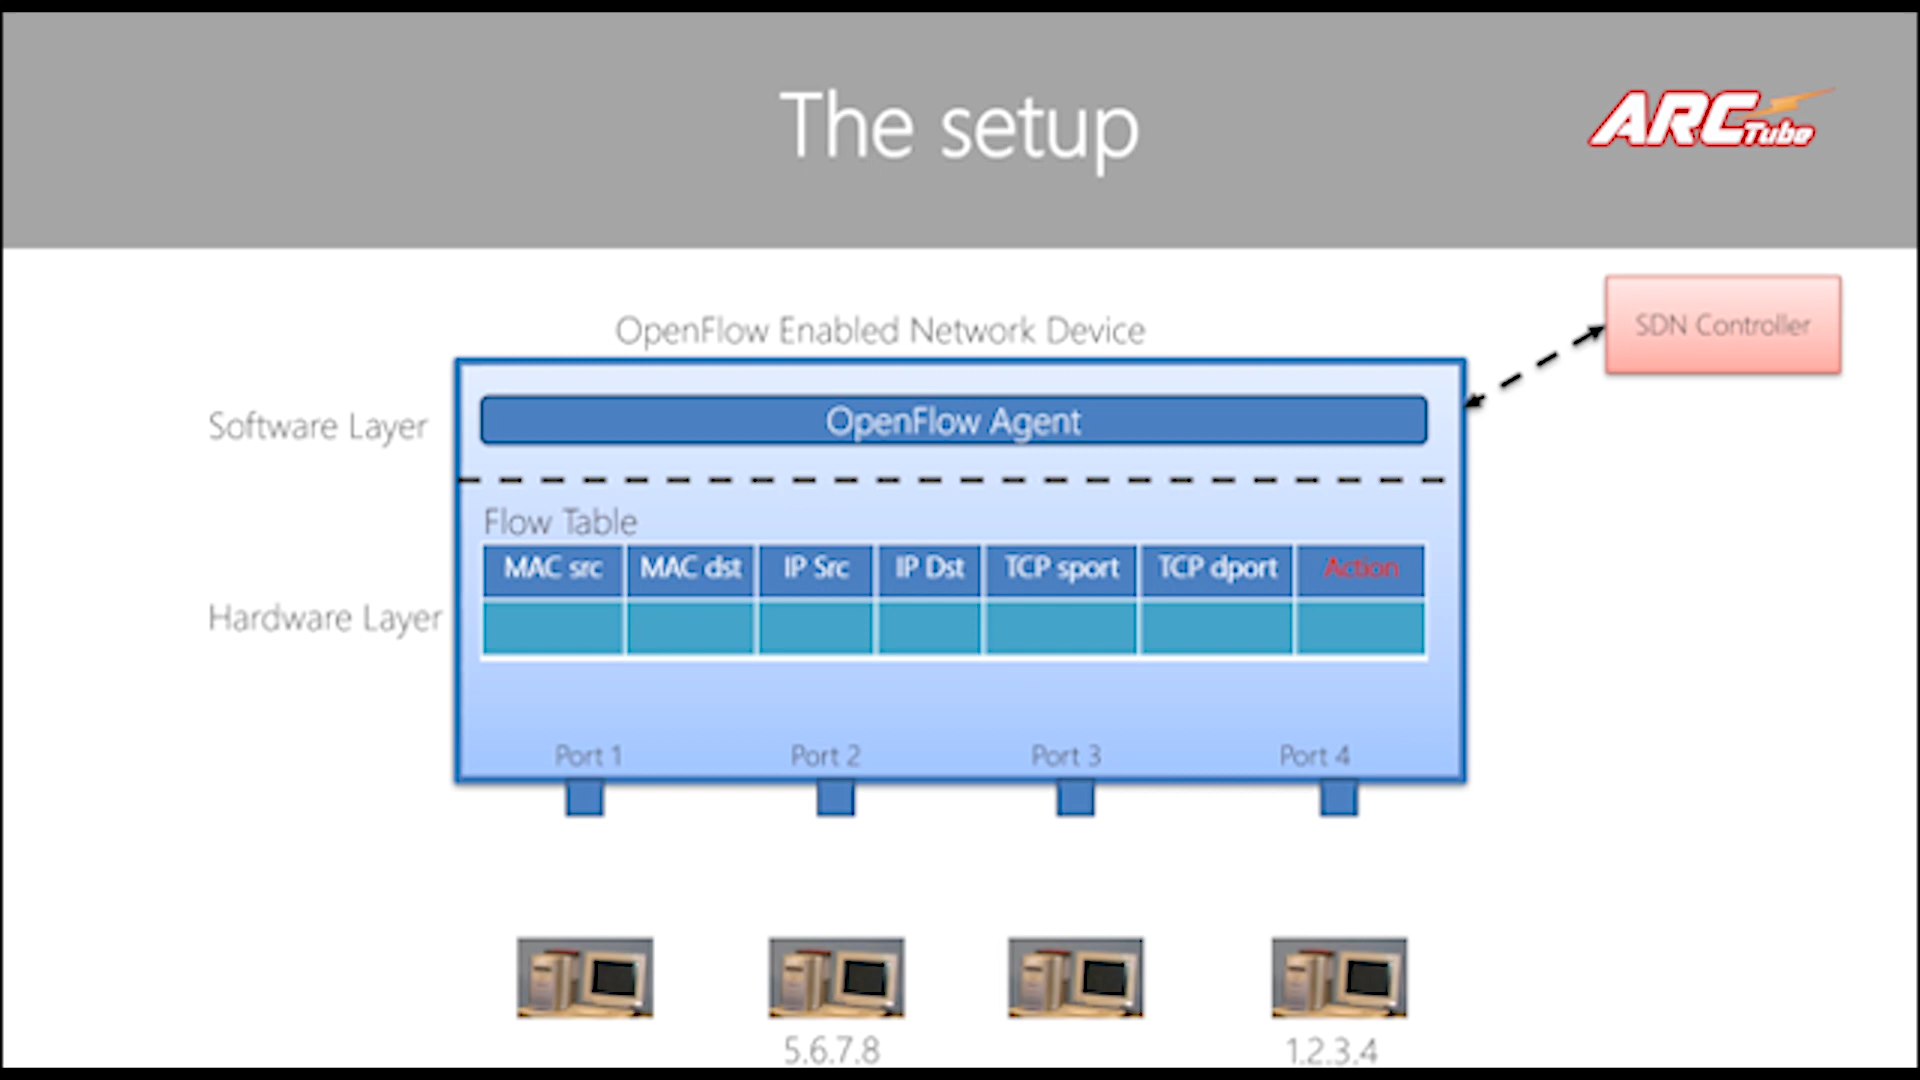 The setup
ARC Tube
SDN Controller
OpenFlow Enabled Network Device
Software Layer
OpenFlow Agent
Flow Table
MAC src MAC dst IP Src IP Dst TCP sport TCP dport Action
Hardware Layer
Port 1 Port 2 Port 3 Port 4
5.6.7.8 1.2.3.4